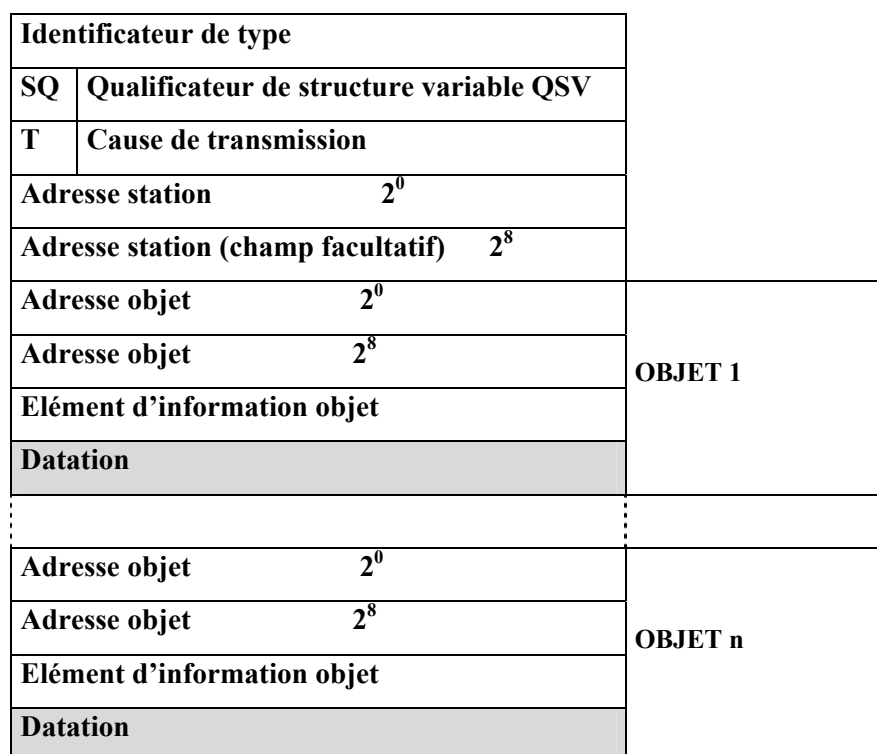 Identificateur de type
SQ Qualificateur de structure variable QSV
T Cause de transmission
Adresse station 2⁰
Adresse station (champ facultatif) 2⁸
Adresse objet 2⁰
Adresse objet 2⁸
OBJET 1
Elément d’information objet
Datation
Adresse objet 2⁰
Adresse objet 2⁸
OBJET n
Elément d’information objet
Datation